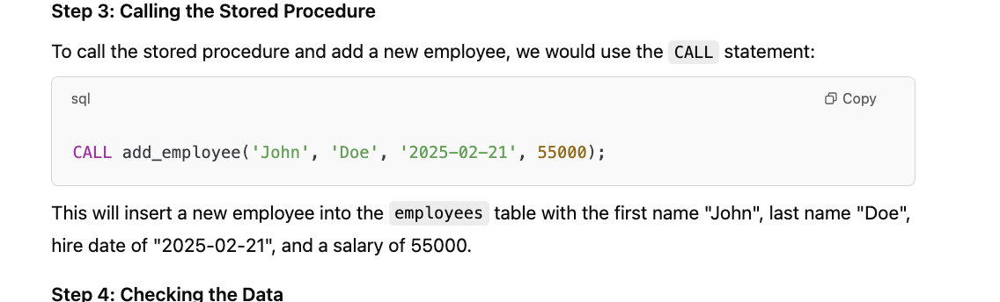 Step 3: Calling the Stored Procedure
To call the stored procedure and add a new employee, we would use the CALL statement:
sql
Copy
CALL add_employee('John', 'Doe', '2025-02-21', 55000);
This will insert a new employee into the employees table with the first name "John", last name "Doe",
hire date of "2025-02-21", and a salary of 55000.
Step 4: Checking the Data